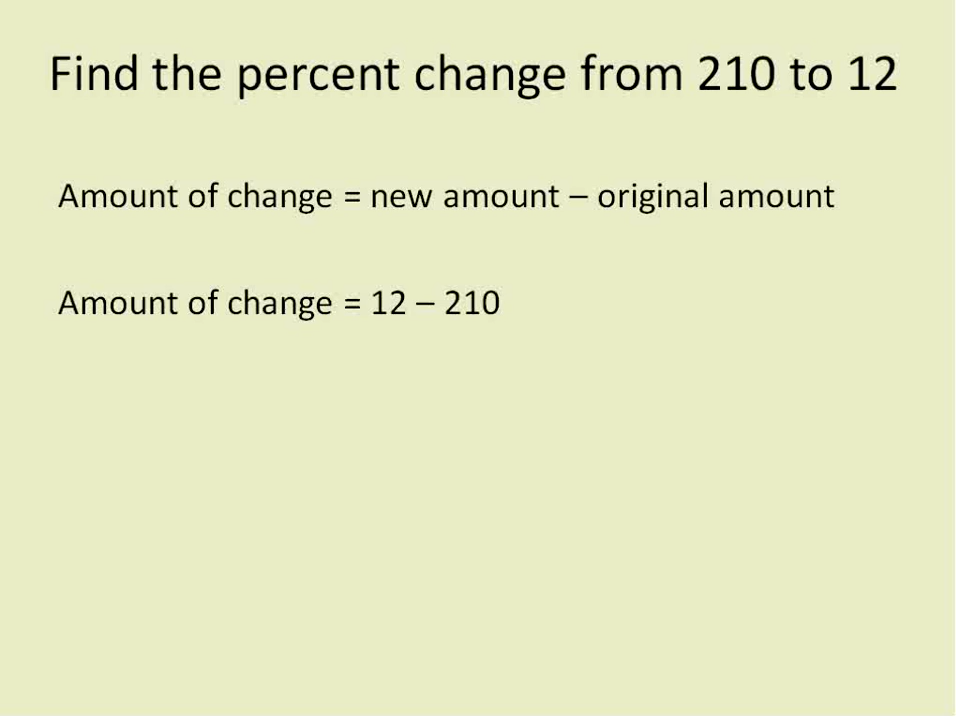 Find the percent change from 210 to 12
Amount of change = new amount – original amount
Amount of change = 12 – 210